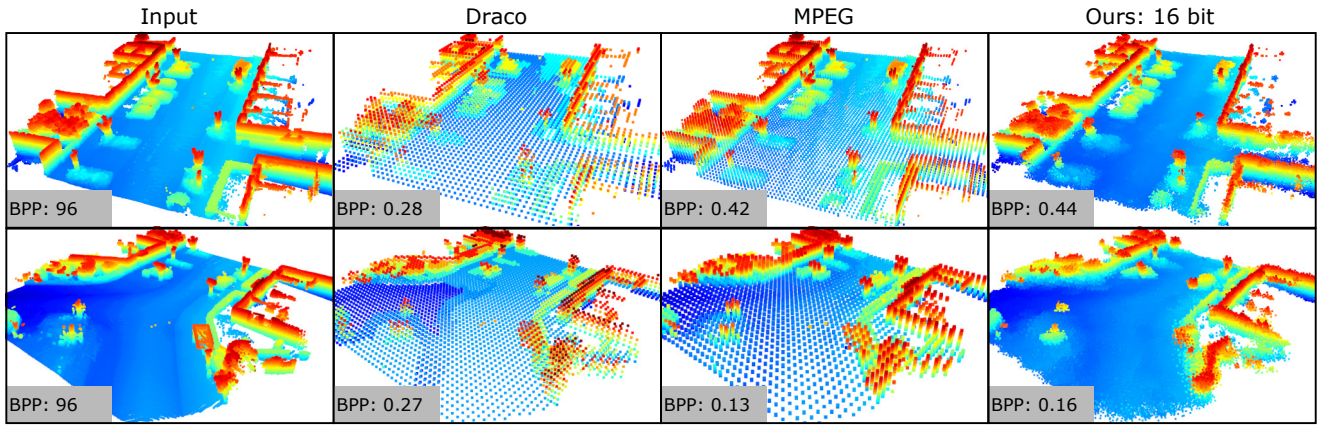 Input Draco MPEG Ours: 16 bit
BPP: 96 BPP: 0.28 BPP: 0.42 BPP: 0.44
BPP: 96 BPP: 0.27 BPP: 0.13 BPP: 0.16